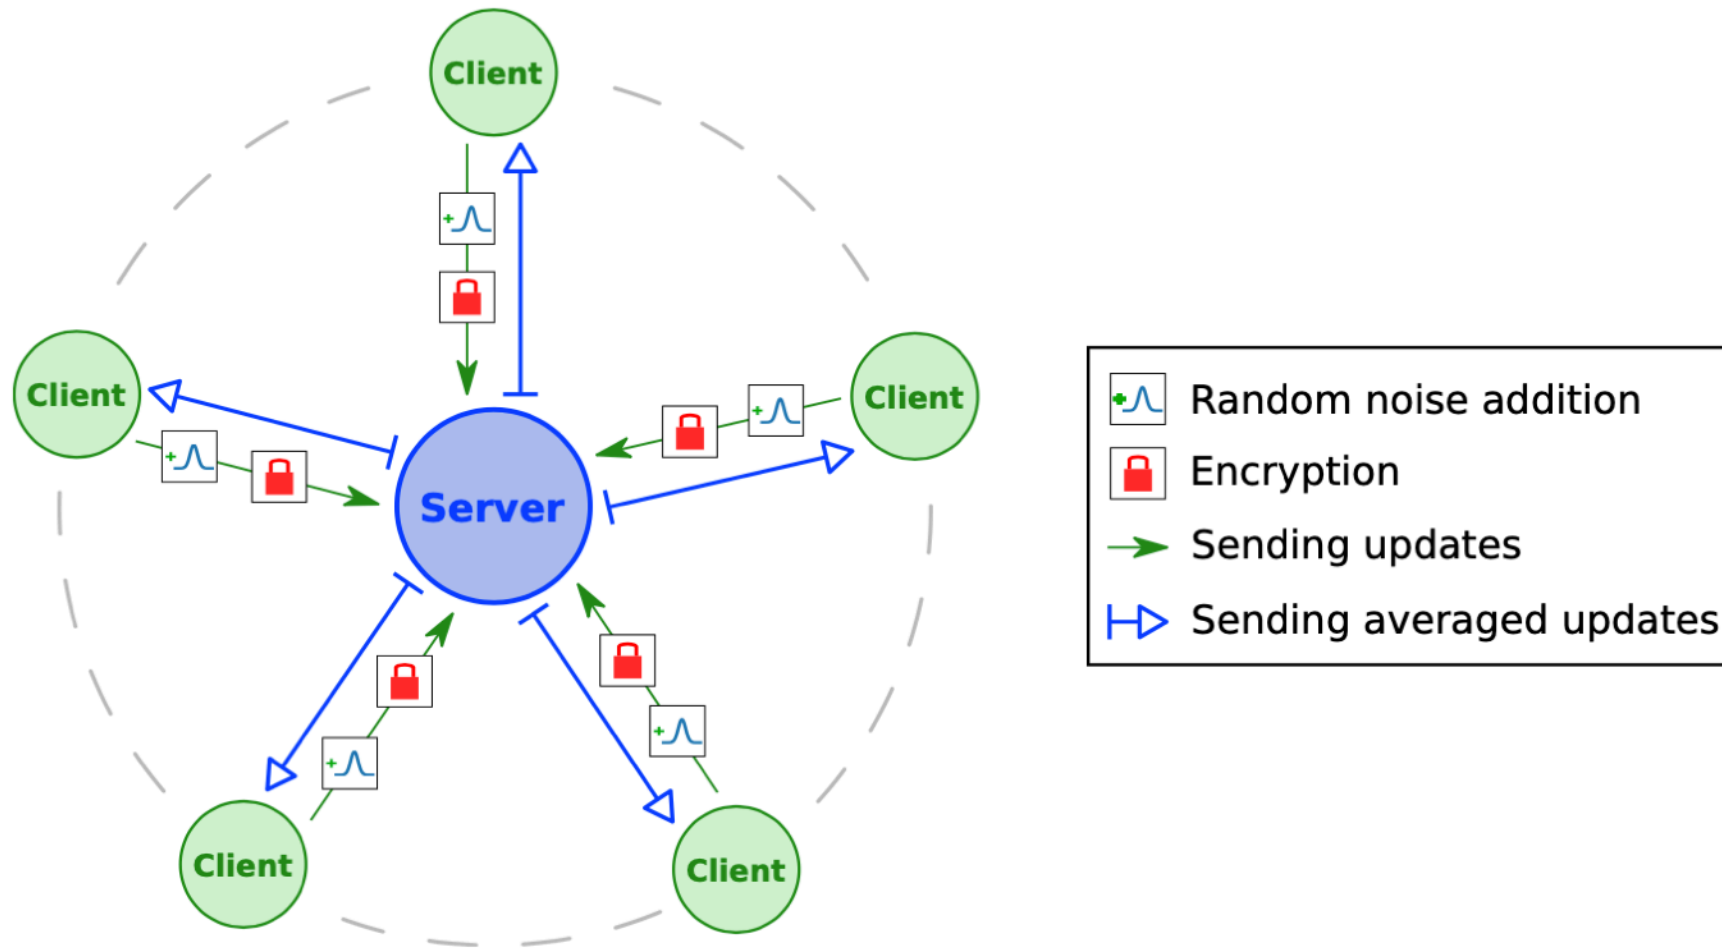 Client
Client
Client
Server
Client
Client
Random noise addition
Encryption
Sending updates
Sending averaged updates